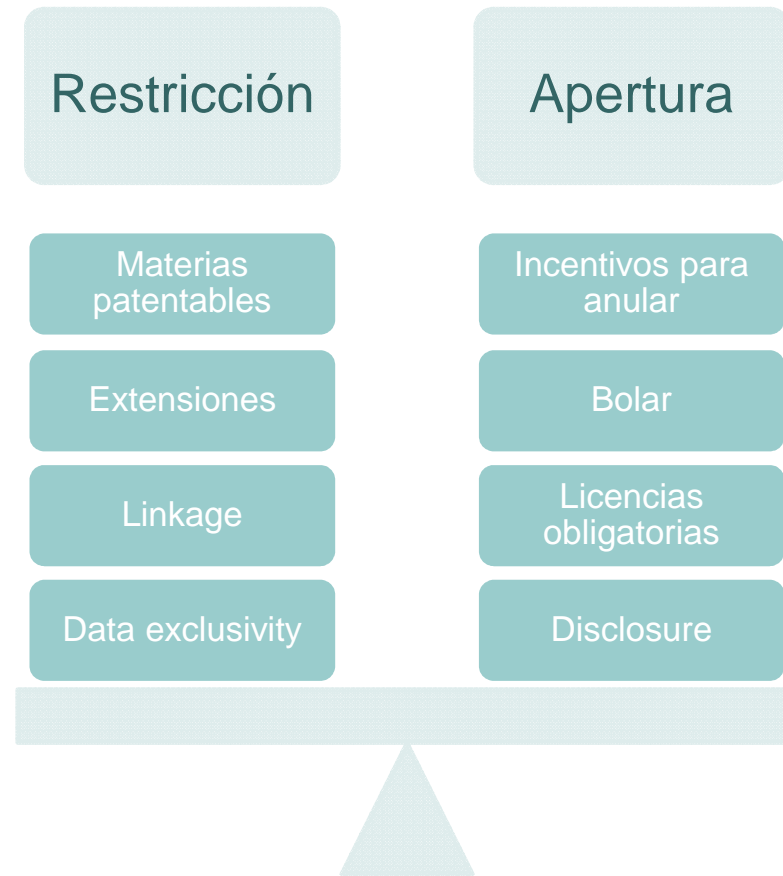 Restricción
Apertura
Materias
patentables
Incentivos para
anular
Extensiones
Bolar
Linkage
Licencias
obligatorias
Data exclusivity
Disclosure